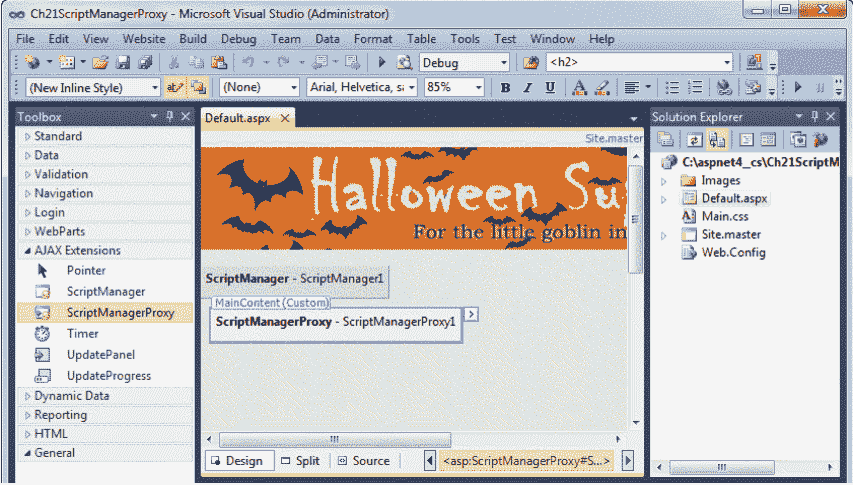 Ch21ScriptManagerProxy - Microsoft Visual Studio (Administrator)
File Edit View Website Build Debug Team Data Format Table Tools Test Window Help
Debug <h2>
(New Inline Style) (None) Arial, Helvetica, sa 85% B I U A
Toolbox
Standard
Data
Validation
Navigation
Login
WebParts
AJAX Extensions
Pointer
ScriptManager
ScriptManagerProxy
Timer
UpdatePanel
UpdateProgress
Dynamic Data
Reporting
HTML
General
Default.aspx
Site.master
Halloween Su
For the little goblin in
ScriptManager - ScriptManager1
MainContent (Custom)
ScriptManagerProxy - ScriptManagerProxy1
Design Split Source <asp:ScriptManagerProxy#S...>
Solution Explorer
C:\aspnet4_cs\Ch21ScriptM
Images
Default.aspx
Main.css
Site.master
Web.Config